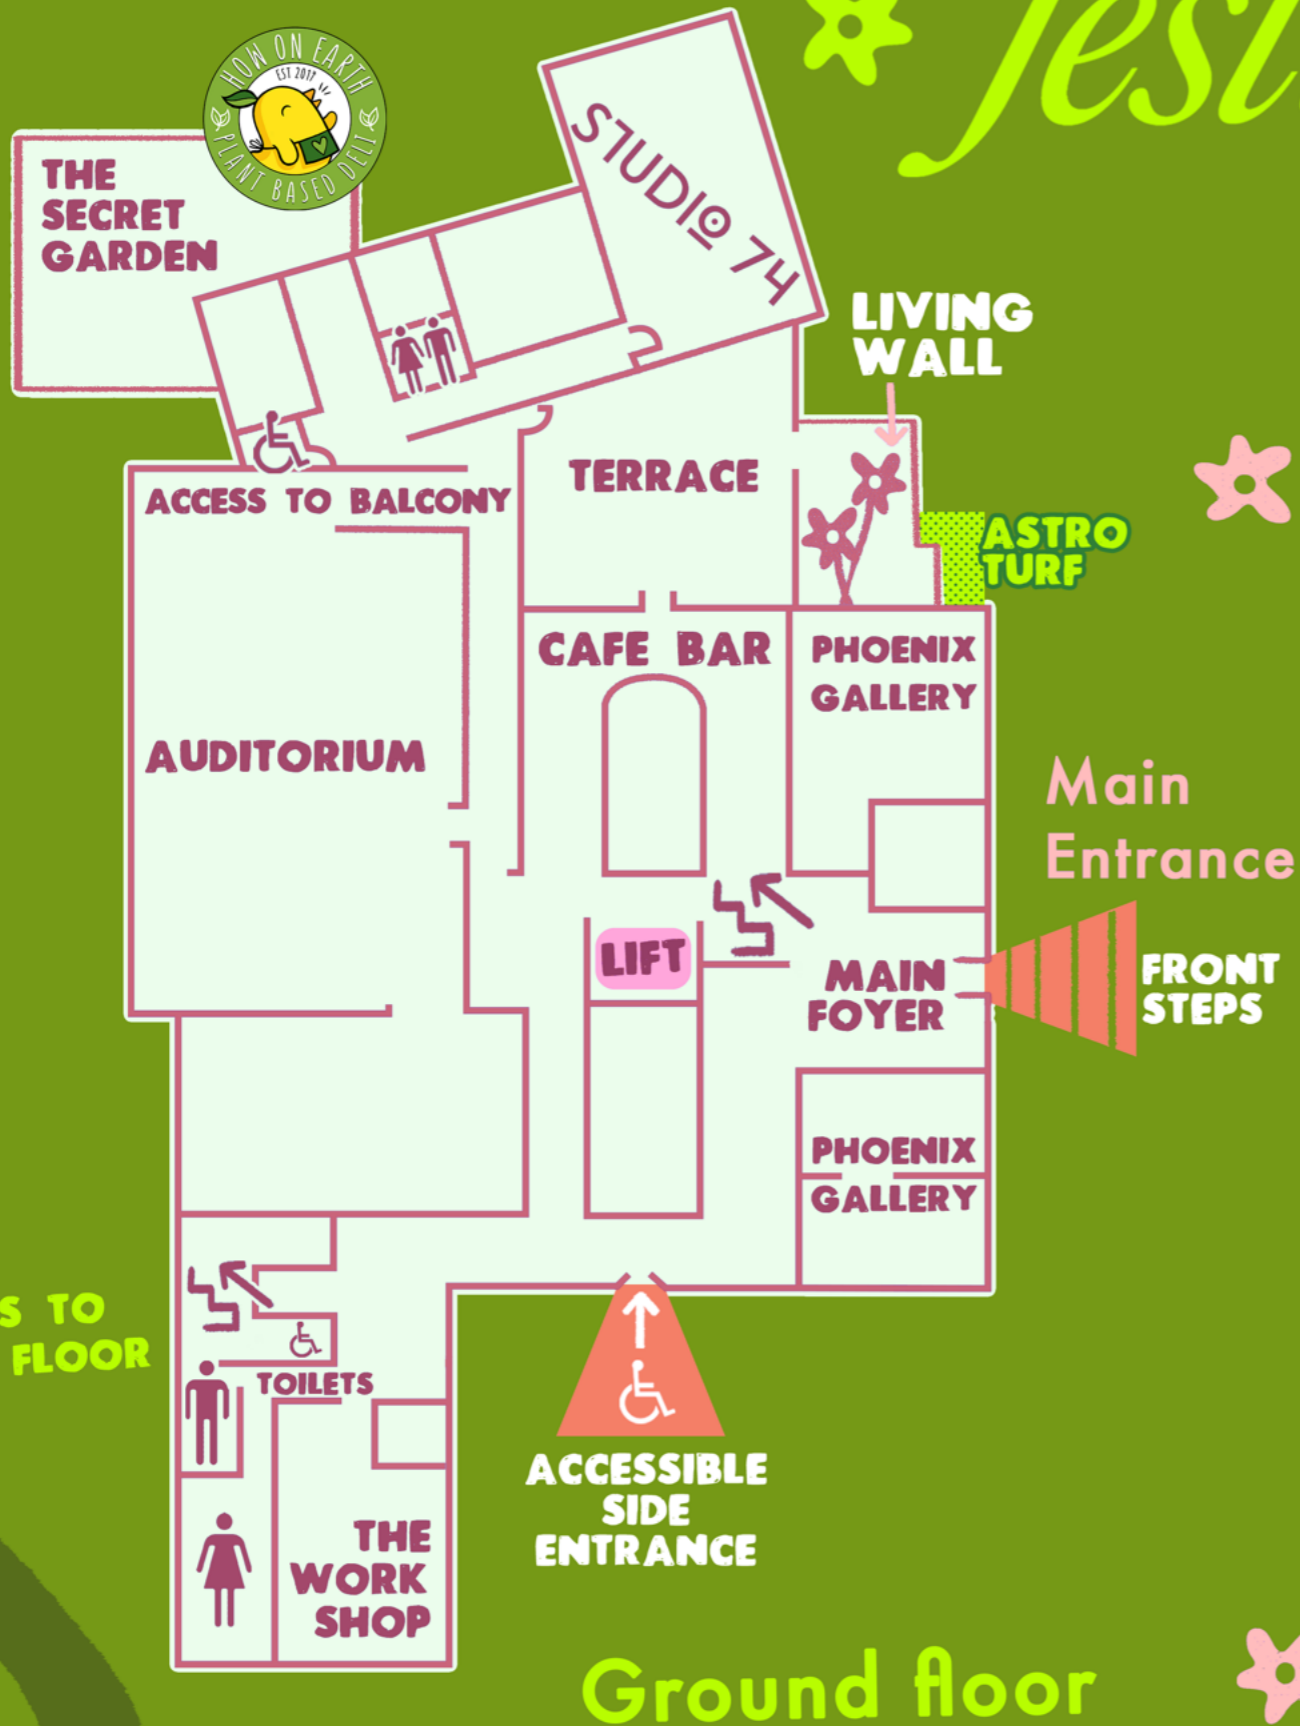 fest
HOW ON EARTH
EST 2017
PLANT BASED DELI
THE
SECRET
GARDEN
STUDIO 74
LIVING
WALL
ACCESS TO BALCONY
TERRACE
ASTRO
TURF
CAFE BAR
PHOENIX
GALLERY
AUDITORIUM
Main
Entrance
LIFT
MAIN
FOYER
FRONT
STEPS
PHOENIX
GALLERY
S TO
FLOOR
TOILETS
ACCESSIBLE
SIDE
ENTRANCE
THE
WORK
SHOP
Ground floor